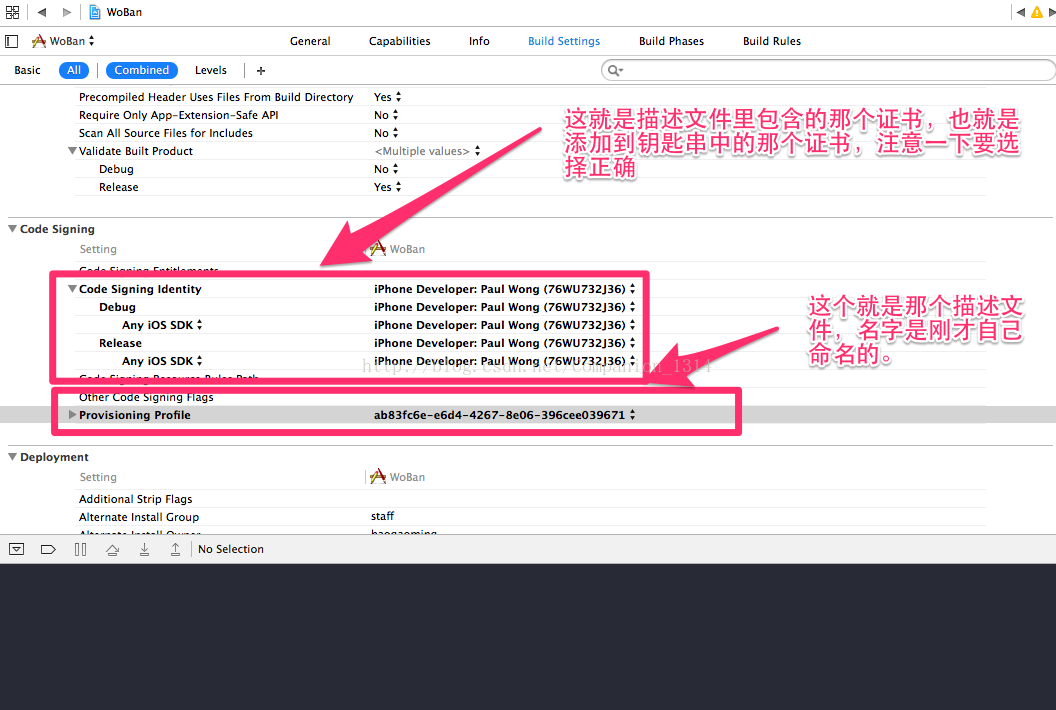 WoBan
WoBan
General Capabilities Info Build Settings Build Phases Build Rules
Basic All Combined Levels +
Precompiled Header Uses Files From Build Directory Yes
Require Only App-Extension-Safe API No
Scan All Source Files for Includes No
Validate Built Product <Multiple values>
Debug No
Release Yes
这就是描述文件里包含的那个证书，也就是
添加到钥匙串中的那个证书，注意一下要选
择正确
Code Signing
Setting WoBan
Code Signing Entitlements
Code Signing Identity iPhone Developer: Paul Wong (76WU732J36)
Debug iPhone Developer: Paul Wong (76WU732J36)
Any iOS SDK iPhone Developer: Paul Wong (76WU732J36)
Release iPhone Developer: Paul Wong (76WU732J36)
Any iOS SDK iPhone Developer: Paul Wong (76WU732J36)
这个就是那个描述文
件，名字是刚才自己
命名的。
http://blog.csdn.net/companion_1314
Code Signing Resource Rules Path
Other Code Signing Flags
Provisioning Profile ab83fc6e-e6d4-4267-8e06-396cee039671
Deployment
Setting WoBan
Additional Strip Flags
Alternate Install Group staff
Alternate Install Owner haogaoming
No Selection